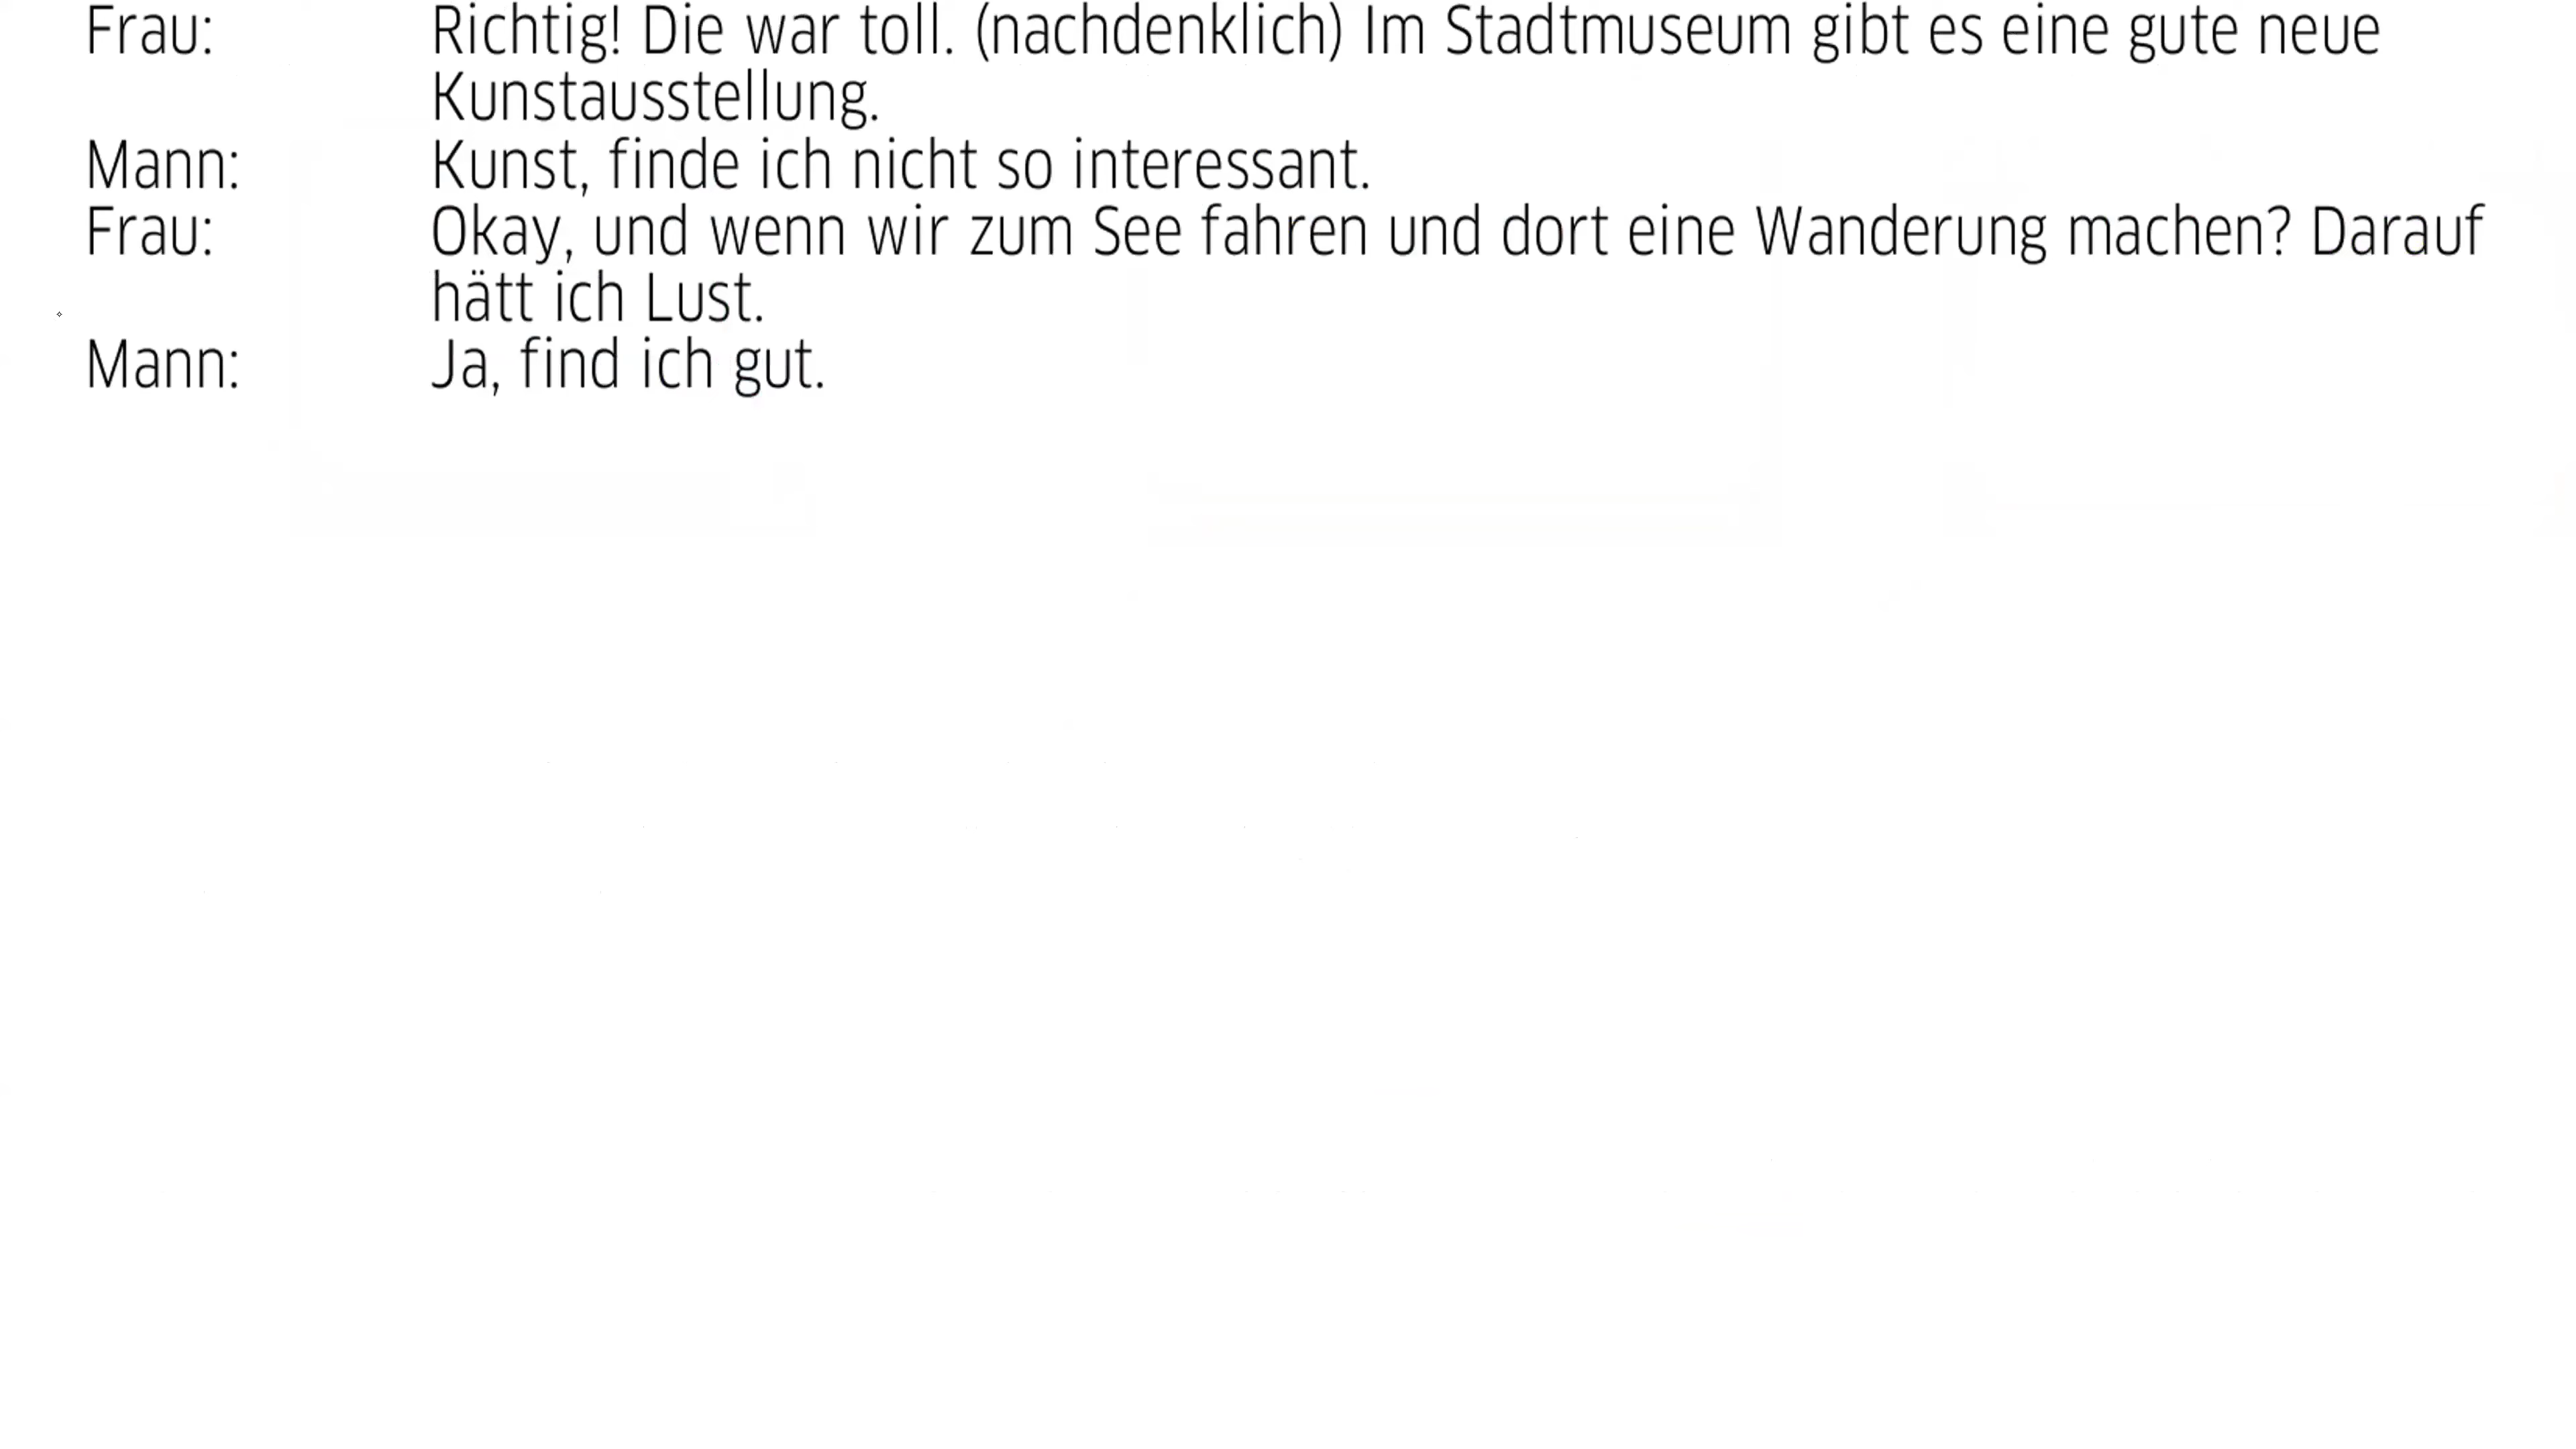 Frau: Richtig! Die war toll. (nachdenklich) Im Stadtmuseum gibt es eine gute neue
Kunstausstellung.
Mann: Kunst, finde ich nicht so interessant.
Frau: Okay, und wenn wir zum See fahren und dort eine Wanderung machen? Darauf
hätt ich Lust.
Mann: Ja, find ich gut.